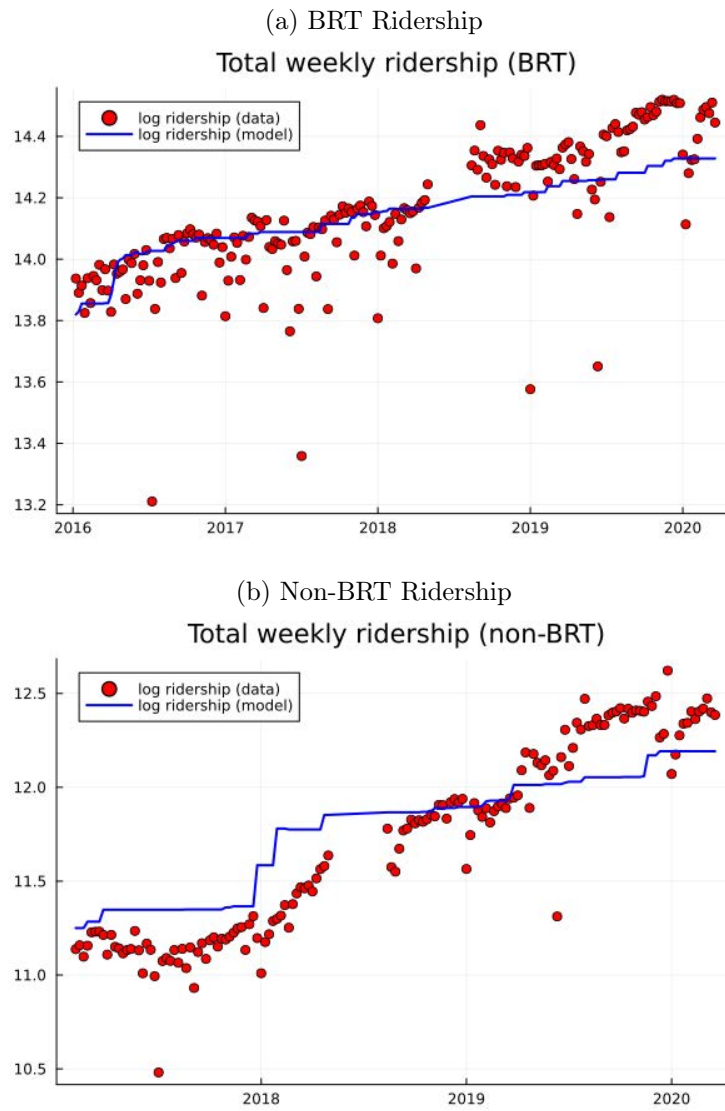 (a) BRT Ridership
Total weekly ridership (BRT)
log ridership (data)
log ridership (model)
14.4
14.2
14.0
13.8
13.6
13.4
13.2
2016
2017
2018
2019
2020
(b) Non-BRT Ridership
Total weekly ridership (non-BRT)
log ridership (data)
log ridership (model)
12.5
12.0
11.5
11.0
10.5
2018
2019
2020